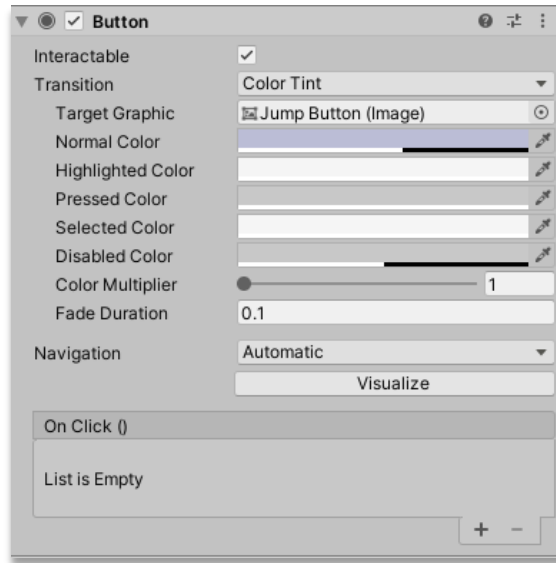 Button
Interactable
Transition Color Tint
Target Graphic Jump Button (Image)
Normal Color
Highlighted Color
Pressed Color
Selected Color
Disabled Color
Color Multiplier 1
Fade Duration 0.1
Navigation Automatic
Visualize
On Click ()
List is Empty